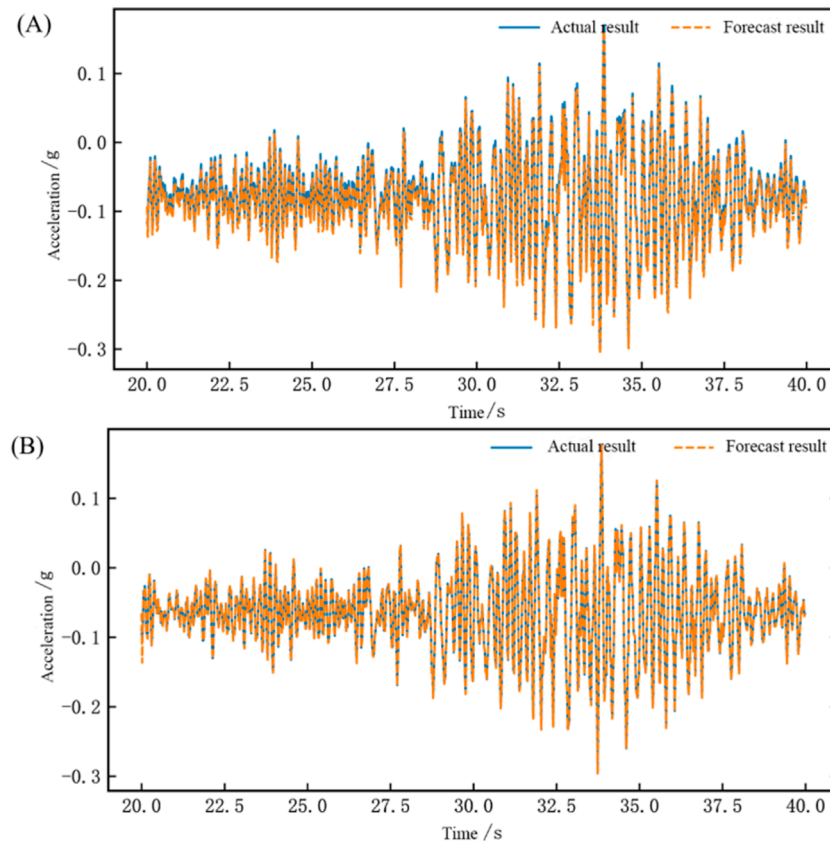 (A)
Actual result Forecast result
0.1
0.0
−0.1
−0.2
−0.3
Acceleration/g
20.0 22.5 25.0 27.5 30.0 32.5 35.0 37.5 40.0
Time/s
(B)
Actual result Forecast result
0.1
0.0
−0.1
−0.2
−0.3
Acceleration /g
20.0 22.5 25.0 27.5 30.0 32.5 35.0 37.5 40.0
Time /s